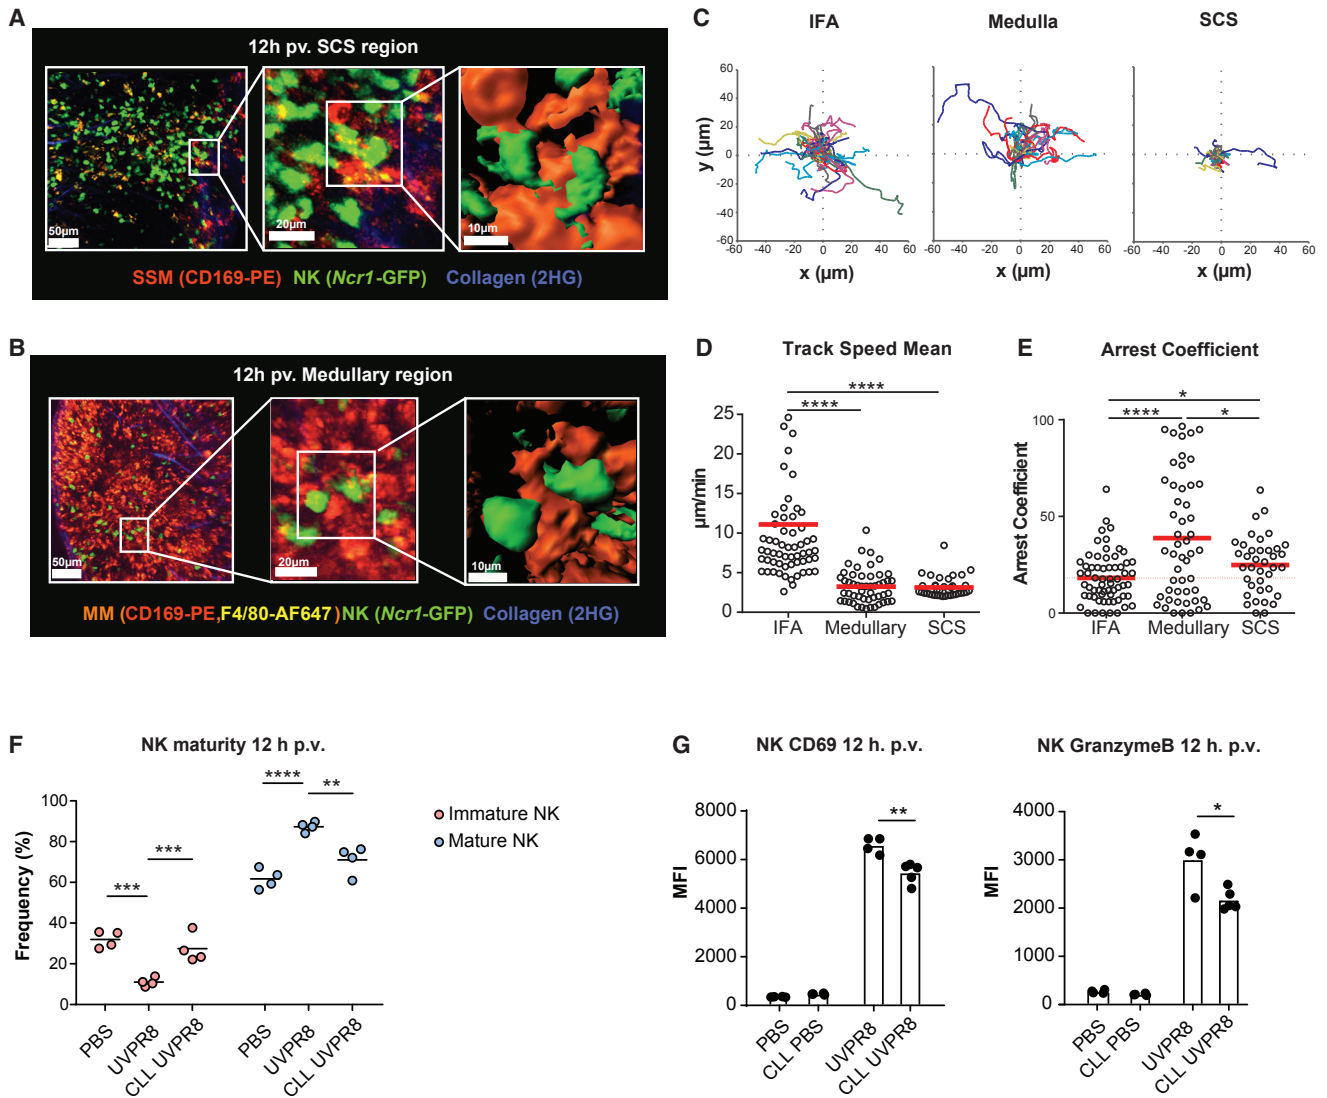 A
12h pv. SCS region
50µm
20µm
10µm
SSM (CD169-PE) NK (Ncr1-GFP) Collagen (2HG)
B
12h pv. Medullary region
50µm
20µm
10µm
MM (CD169-PE,F4/80-AF647)NK (Ncr1-GFP) Collagen (2HG)
C
IFA
Medulla
SCS
60
40
20
0
-20
-40
-60
y (µm)
-60 -40 -20 0 20 40 60
-60 -40 -20 0 20 40 60
-60 -40 -20 0 20 40 60
x (µm)
x (µm)
x (µm)
D
Track Speed Mean
****
****
25
20
15
10
5
0
µm/min
IFA Medullary SCS
E
Arrest Coefficient
*
**** *
100
50
0
Arrest Coefficient
IFA Medullary SCS
F
NK maturity 12 h p.v.
**** **
***
***
100
80
60
40
20
0
Frequency (%)
PBS
UVPR8
CLL UVPR8
PBS
UVPR8
CLL UVPR8
Immature NK
Mature NK
G
NK CD69 12 h. p.v.
**
8000
6000
4000
2000
0
MFI
PBS
CLL PBS
UVPR8
CLL UVPR8
NK GranzymeB 12 h. p.v.
*
4000
3000
2000
1000
0
MFI
PBS
CLL PBS
UVPR8
CLL UVPR8